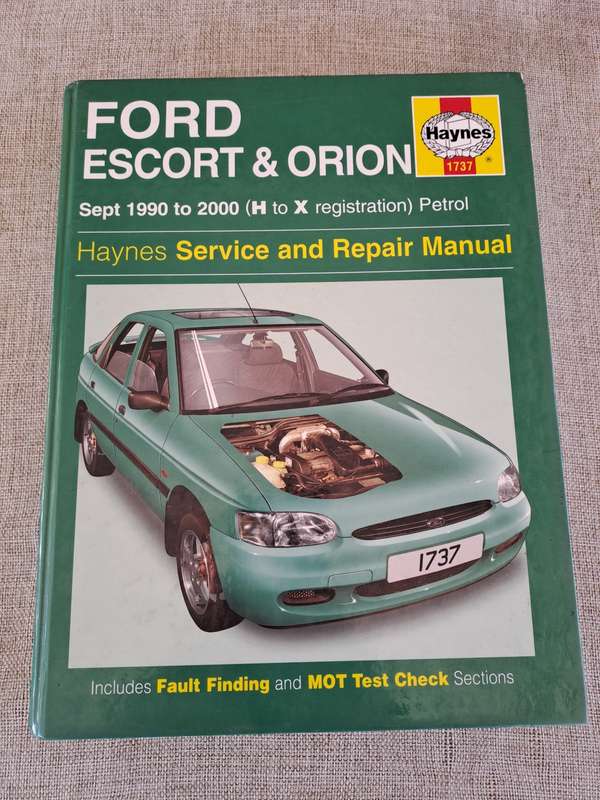 FORD
ESCORT & ORION
Haynes
1737
®
Sept 1990 to 2000 (H to X registration) Petrol
Haynes Service and Repair Manual
1737
Includes Fault Finding and MOT Test Check Sections